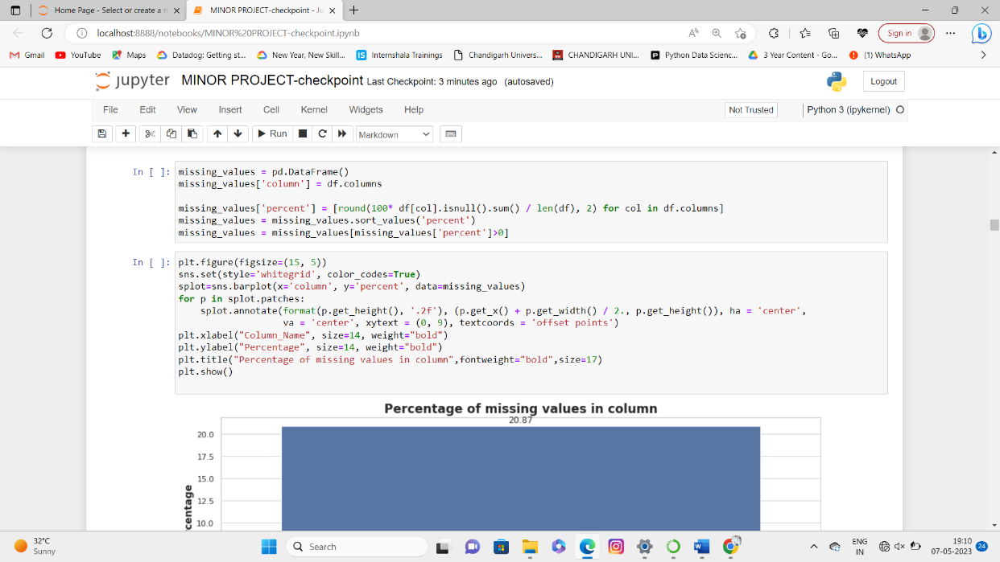 Home Page - Select or create a n
MINOR PROJECT-checkpoint - Ju
localhost:8888/notebooks/MINOR%20PROJECT-checkpoint.ipynb
Sign in
Gmail YouTube Maps Datadog: Getting st... New Year, New Skill... IS Internshala Trainings Chandigarh Univers... CHANDIGARH UNI... Python Data Scienc... 3 Year Content - Go... (1) WhatsApp
jupyter MINOR PROJECT-checkpoint Last Checkpoint: 3 minutes ago (autosaved)
Logout
File Edit View Insert Cell Kernel Widgets Help
Not Trusted
Python 3 (ipykernel)
Run
Markdown
In [ ]: missing_values = pd.DataFrame()
missing_values['column'] = df.columns
missing_values['percent'] = [round(100* df[col].isnull().sum() / len(df), 2) for col in df.columns]
missing_values = missing_values.sort_values('percent')
missing_values = missing_values[missing_values['percent']>0]
In [ ]: plt.figure(figsize=(15, 5))
sns.set(style='whitegrid', color_codes=True)
splot=sns.barplot(x='column', y='percent', data=missing_values)
for p in splot.patches:
    splot.annotate(format(p.get_height(), '.2f'), (p.get_x() + p.get_width() / 2., p.get_height()), ha = 'center',
                   va = 'center', xytext = (0, 9), textcoords = 'offset points')
plt.xlabel("Column_Name", size=14, weight="bold")
plt.ylabel("Percentage", size=14, weight="bold")
plt.title("Percentage of missing values in column",fontweight="bold",size=17)
plt.show()
Percentage of missing values in column
20.87
20.0
17.5
15.0
12.5
10.0
rcentage
32°C
Sunny
Search
ENG
IN
19:10
07-05-2023
24